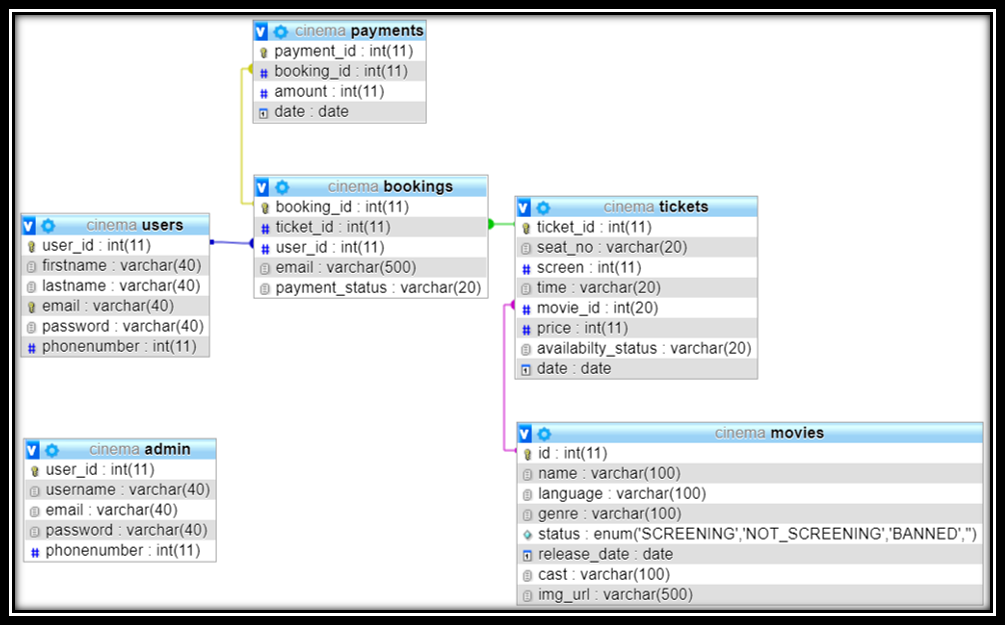 cinema payments
payment_id : int(11)
booking_id : int(11)
amount : int(11)
date : date
cinema bookings
booking_id : int(11)
ticket_id : int(11)
user_id : int(11)
email : varchar(500)
payment_status : varchar(20)
cinema tickets
ticket_id : int(11)
seat_no : varchar(20)
screen : int(11)
time : varchar(20)
movie_id : int(20)
price : int(11)
availabilty_status : varchar(20)
date : date
cinema users
user_id : int(11)
firstname : varchar(40)
lastname : varchar(40)
email : varchar(40)
password : varchar(40)
phonenumber : int(11)
cinema admin
user_id : int(11)
username : varchar(40)
email : varchar(40)
password : varchar(40)
phonenumber : int(11)
cinema movies
id : int(11)
name : varchar(100)
language : varchar(100)
genre : varchar(100)
status : enum('SCREENING','NOT_SCREENING','BANNED','')
release_date : date
cast : varchar(100)
img_url : varchar(500)